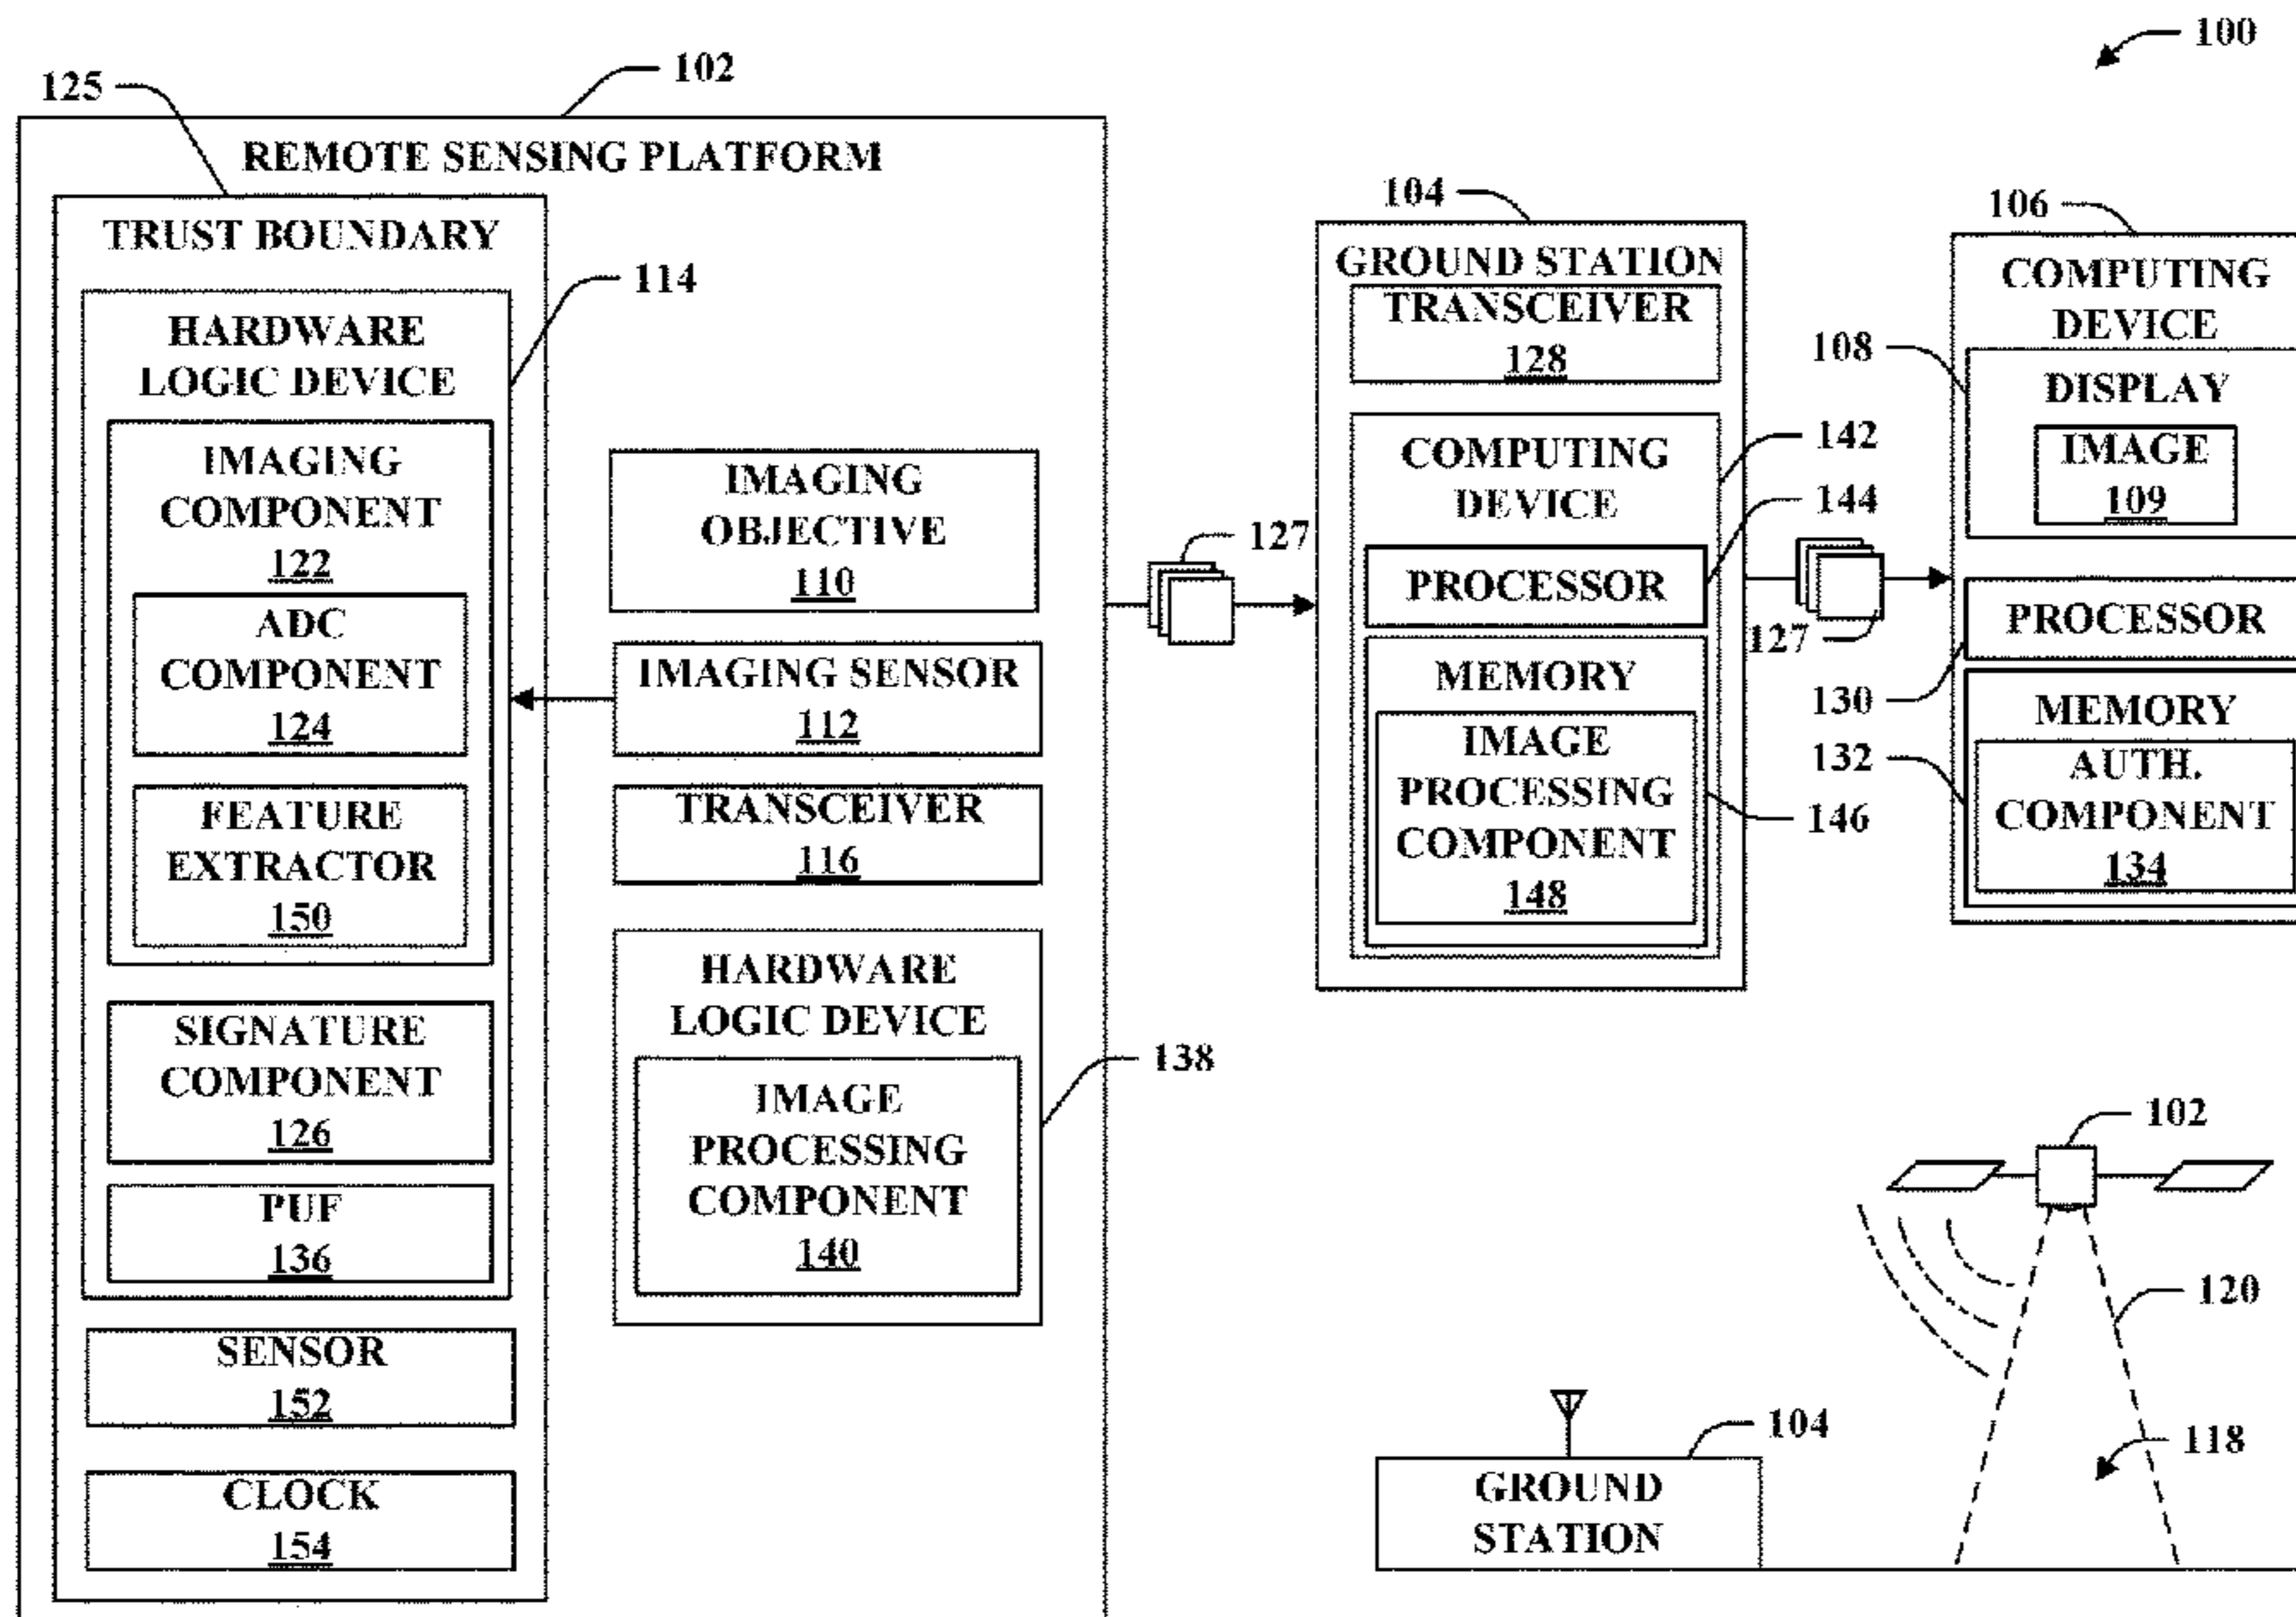 100
102
125
REMOTE SENSING PLATFORM
TRUST BOUNDARY
114
HARDWARE
LOGIC DEVICE
IMAGING
COMPONENT
122
ADC
COMPONENT
124
FEATURE
EXTRACTOR
150
SIGNATURE
COMPONENT
126
PUF
136
SENSOR
152
CLOCK
154
IMAGING
OBJECTIVE
110
IMAGING SENSOR
112
TRANSCEIVER
116
HARDWARE
LOGIC DEVICE
138
IMAGE
PROCESSING
COMPONENT
140
127
104
GROUND STATION
TRANSCEIVER
128
COMPUTING
DEVICE
142
144
PROCESSOR
MEMORY
IMAGE
PROCESSING
COMPONENT
148
146
127
106
COMPUTING
DEVICE
108
DISPLAY
IMAGE
109
PROCESSOR
130
MEMORY
132
AUTH.
COMPONENT
134
102
120
118
104
GROUND
STATION